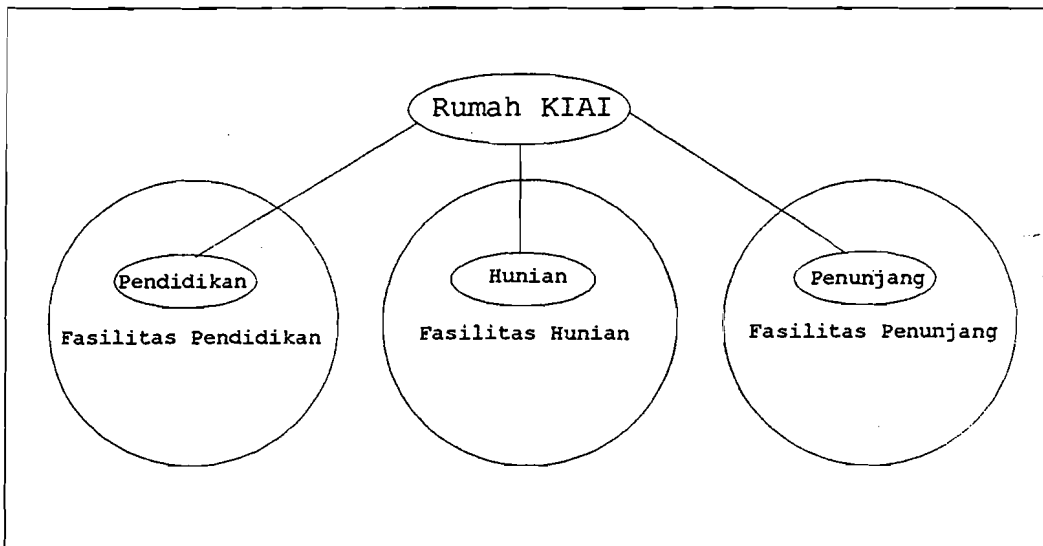 Rumah KIAI
Pendidikan
Fasilitas Pendidikan
Hunian
Fasilitas Hunian
Penunjang
Fasilitas Penunjang